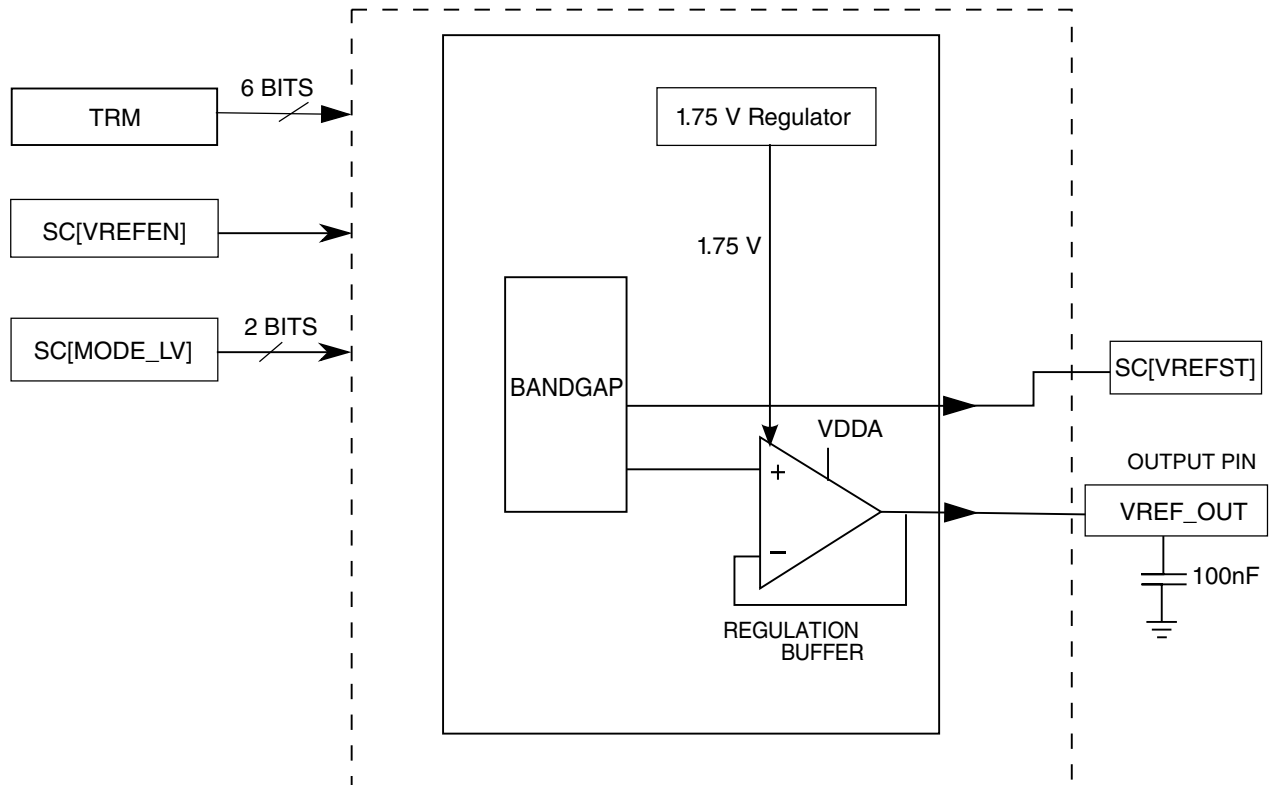 6 BITS
TRM
1.75 V Regulator
SC[VREFEN]
1.75 V
2 BITS
SC[MODE_LV]
SC[VREFST]
BANDGAP
VDDA
OUTPUT PIN
+
VREF_OUT
−
100nF
REGULATION
BUFFER